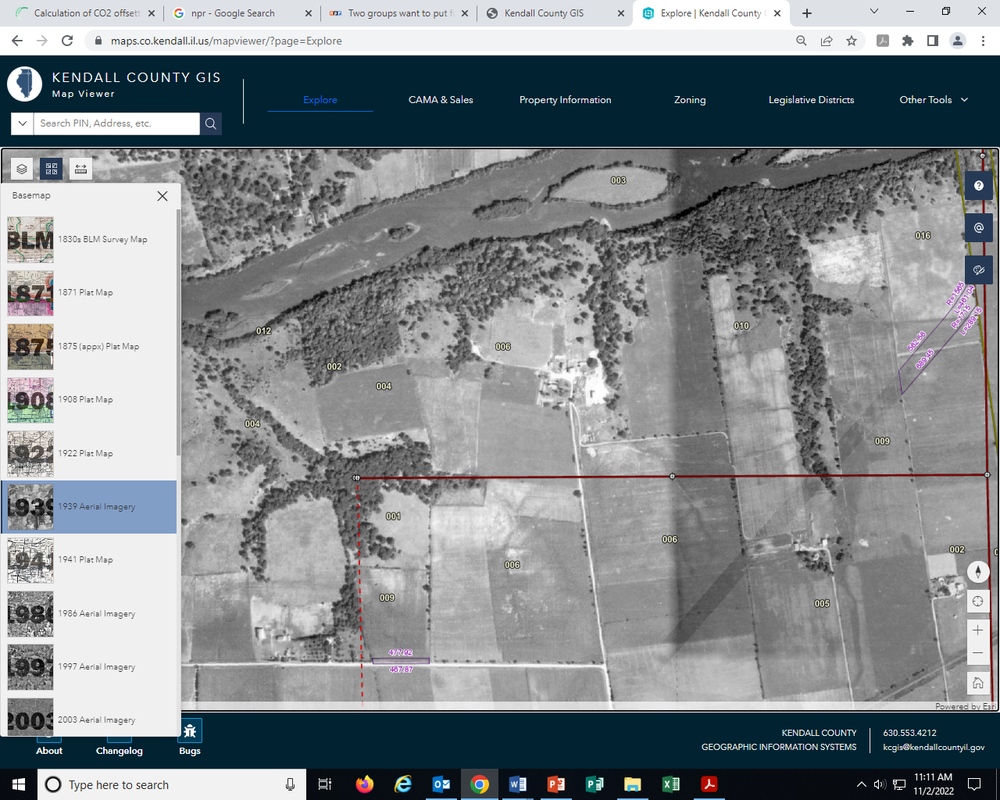 Calculation of CO2 offset
npr - Google Search
Two groups want to put f
Kendall County GIS
Explore | Kendall County
maps.co.kendall.il.us/mapviewer/?page=Explore
KENDALL COUNTY GIS
Map Viewer
Explore
CAMA & Sales
Property Information
Zoning
Legislative Districts
Other Tools
Search PIN, Address, etc.
Basemap
BLM
1830s BLM Survey Map
1871
1871 Plat Map
1875
1875 (appx) Plat Map
1908
1908 Plat Map
1922
1922 Plat Map
1939
1939 Aerial Imagery
1941
1941 Plat Map
1986
1986 Aerial Imagery
1997
1997 Aerial Imagery
2003
2003 Aerial Imagery
003
016
R=1565
L=461.04
R=1715
L=289.15
562.56
689.45
012
006
010
002
004
004
009
001
006
006
002
009
005
477.92
467.87
Powered by Esri
About
Changelog
Bugs
KENDALL COUNTY
GEOGRAPHIC INFORMATION SYSTEMS
630.553.4212
kcgis@kendallcountyil.gov
Type here to search
11:11 AM
11/2/2022